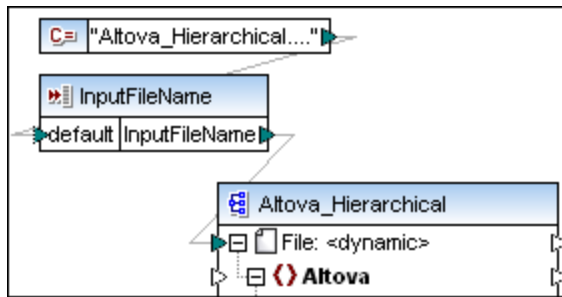 C= "Altova_Hierarchical...."
InputFileName
default InputFileName
Altova_Hierarchical
File: <dynamic>
{} Altova